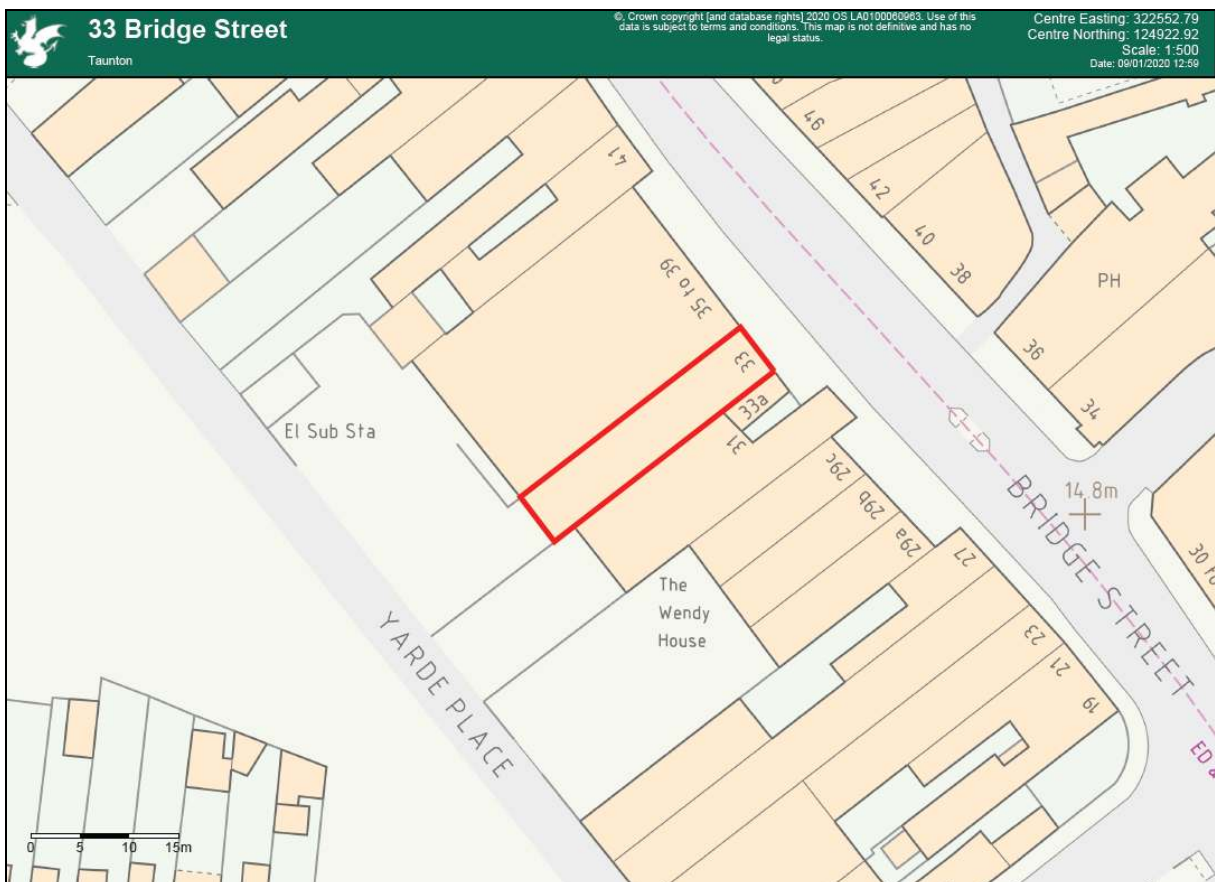 33 Bridge Street
Taunton
©, Crown copyright [and database rights] 2020 OS LA0100060963. Use of this
data is subject to terms and conditions. This map is not definitive and has no
legal status.
Centre Easting: 322552.79
Centre Northing: 124922.92
Scale: 1:500
Date: 09/01/2020 12:59
46
42
40
38
PH
36
34
41
35 to 39
33
33a
31
29c
29b
29a
27
23
21
19
El Sub Sta
The
Wendy
House
14.8m
BRIDGE STREET
YARDE PLACE
30 to
ED &
0 5 10 15m